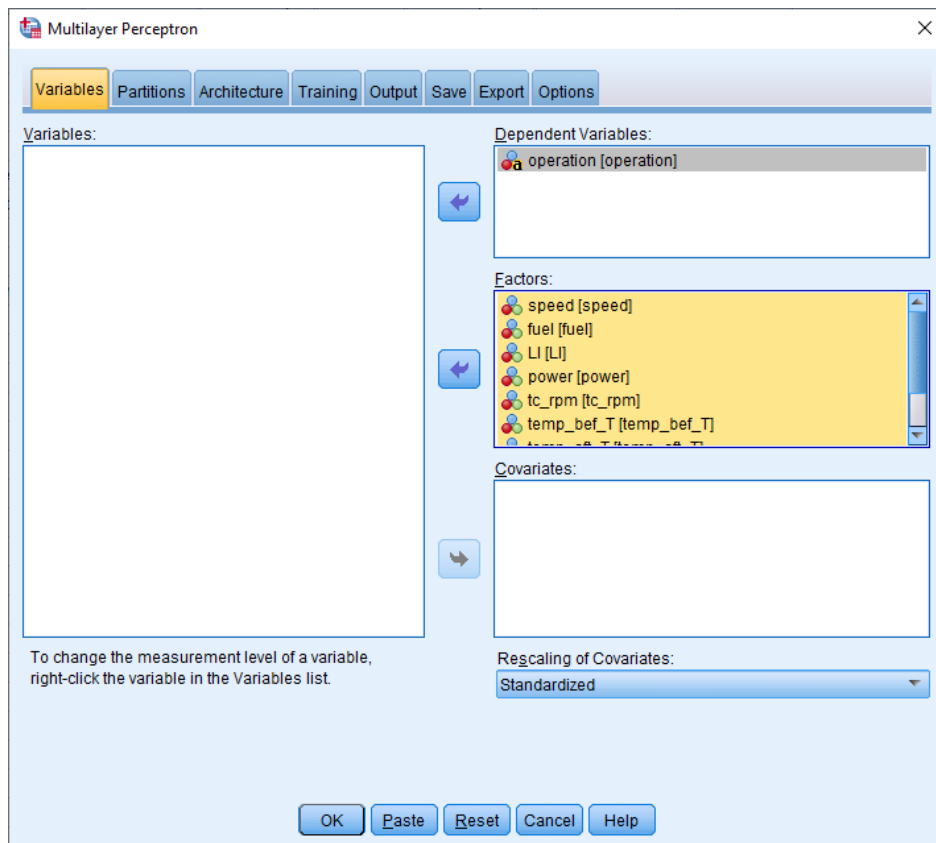 Multilayer Perceptron
Variables Partitions Architecture Training Output Save Export Options
Variables:
Dependent Variables:
operation [operation]
Factors:
speed [speed]
fuel [fuel]
LI [LI]
power [power]
tc_rpm [tc_rpm]
temp_bef_T [temp_bef_T]
temp_aft_T [temp_aft_T]
Covariates:
To change the measurement level of a variable,
right-click the variable in the Variables list.
Rescaling of Covariates:
Standardized
OK Paste Reset Cancel Help